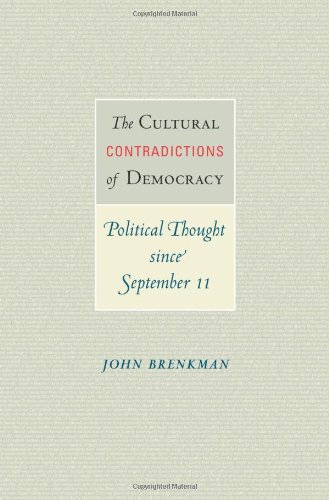 The CULTURAL
CONTRADICTIONS
of DEMOCRACY
Political Thought
since
September 11
JOHN BRENKMAN